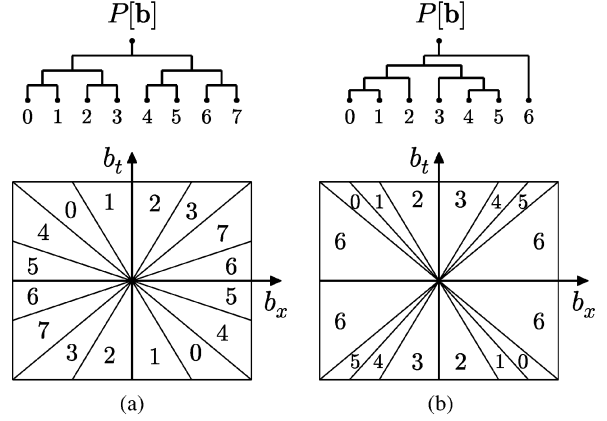 P[b] P[b]
0 1 2 3 4 5 6 7 0 1 2 3 4 5 6
b_t b_t
0 1 2 3 0 1 2 3 4 5
4 7
6 6
5 6
b_x b_x
6 5
6 6
7 4
3 2 1 0 5 4 3 2 1 0
(a) (b)